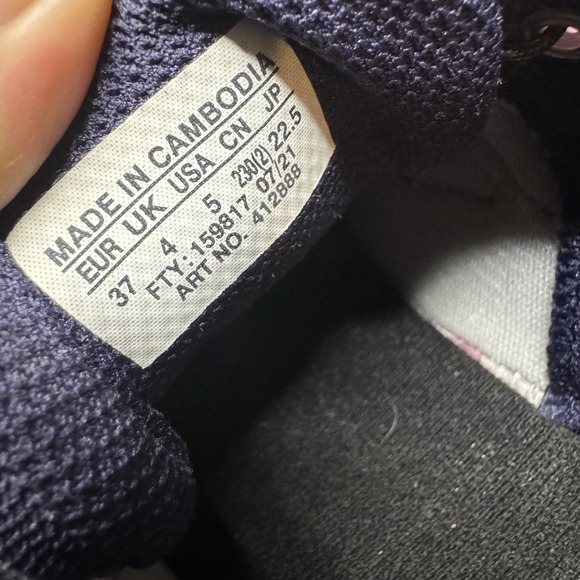 MADE IN CAMBODIA
EUR UK USA CN JP
37 4 5 230(2) 22.5
FTY: 159817 07/21
ART NO. 412888